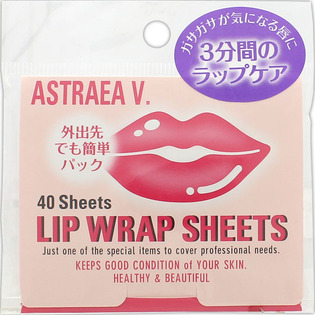 ガサガサが気になる唇に
3分間の
ラップケア
ASTRAEA V.
外出先
でも簡単
パック
40 Sheets
LIP WRAP SHEETS
Just one of the special items to cover professional needs.
KEEPS GOOD CONDITION of YOUR SKIN.
HEALTHY & BEAUTIFUL